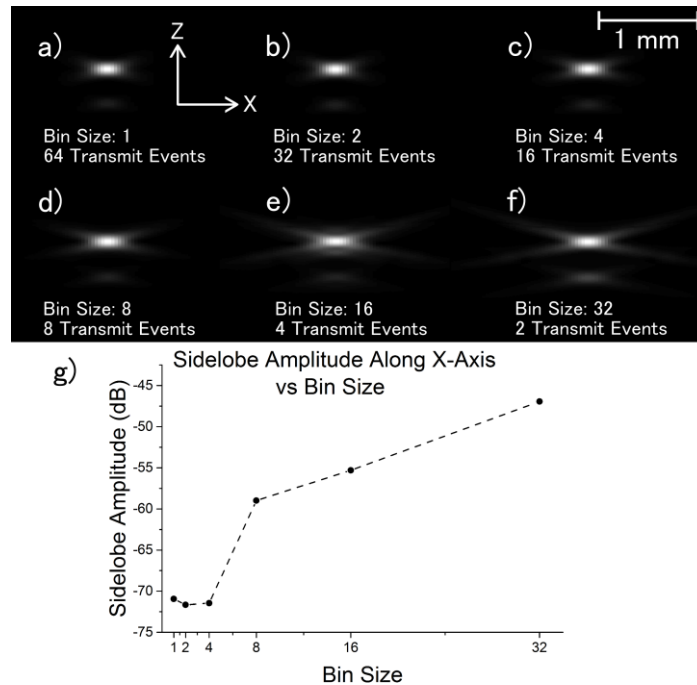 a)
Z
X
Bin Size: 1
64 Transmit Events
b)
Bin Size: 2
32 Transmit Events
1 mm
c)
Bin Size: 4
16 Transmit Events
d)
Bin Size: 8
8 Transmit Events
e)
Bin Size: 16
4 Transmit Events
f)
Bin Size: 32
2 Transmit Events
g)
Sidelobe Amplitude Along X-Axis
vs Bin Size
Sidelobe Amplitude (dB)
-45
-50
-55
-60
-65
-70
-75
1 2 4 8 16 32
Bin Size